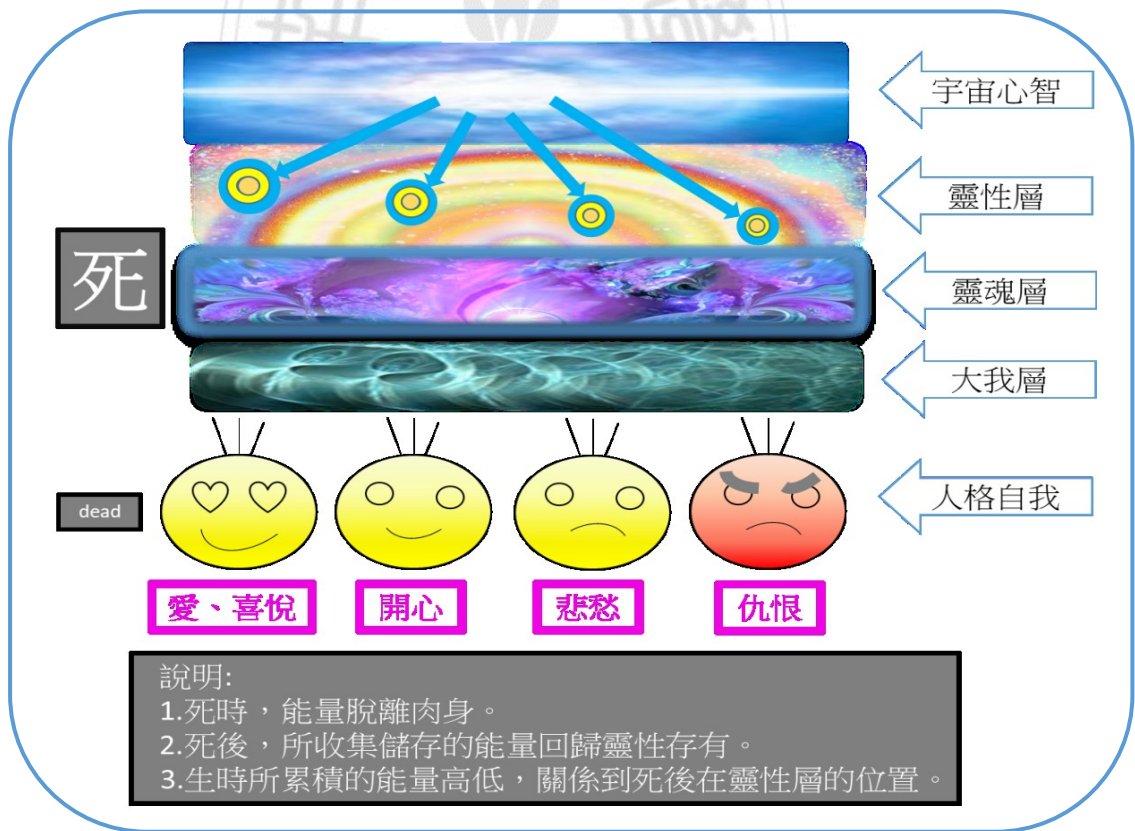 宇宙心智
靈性層
死
靈魂層
大我層
dead
人格自我
愛、喜悅
開心
悲愁
仇恨
說明:
1.死時，能量脫離肉身。
2.死後，所收集儲存的能量回歸靈性存有。
3.生時所累積的能量高低，關係到死後在靈性層的位置。